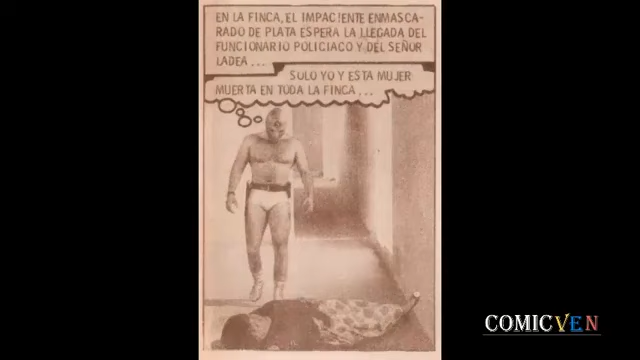 EN LA FINCA, EL IMPACIENTE ENMASCA-
RADO DE PLATA ESPERA LA LLEGADA DEL
FUNCIONARIO POLICIACO Y DEL SEÑOR
LADEA...
SOLO YO Y ESTA MUJER
MUERTA EN TODA LA FINCA...
COMICVEN